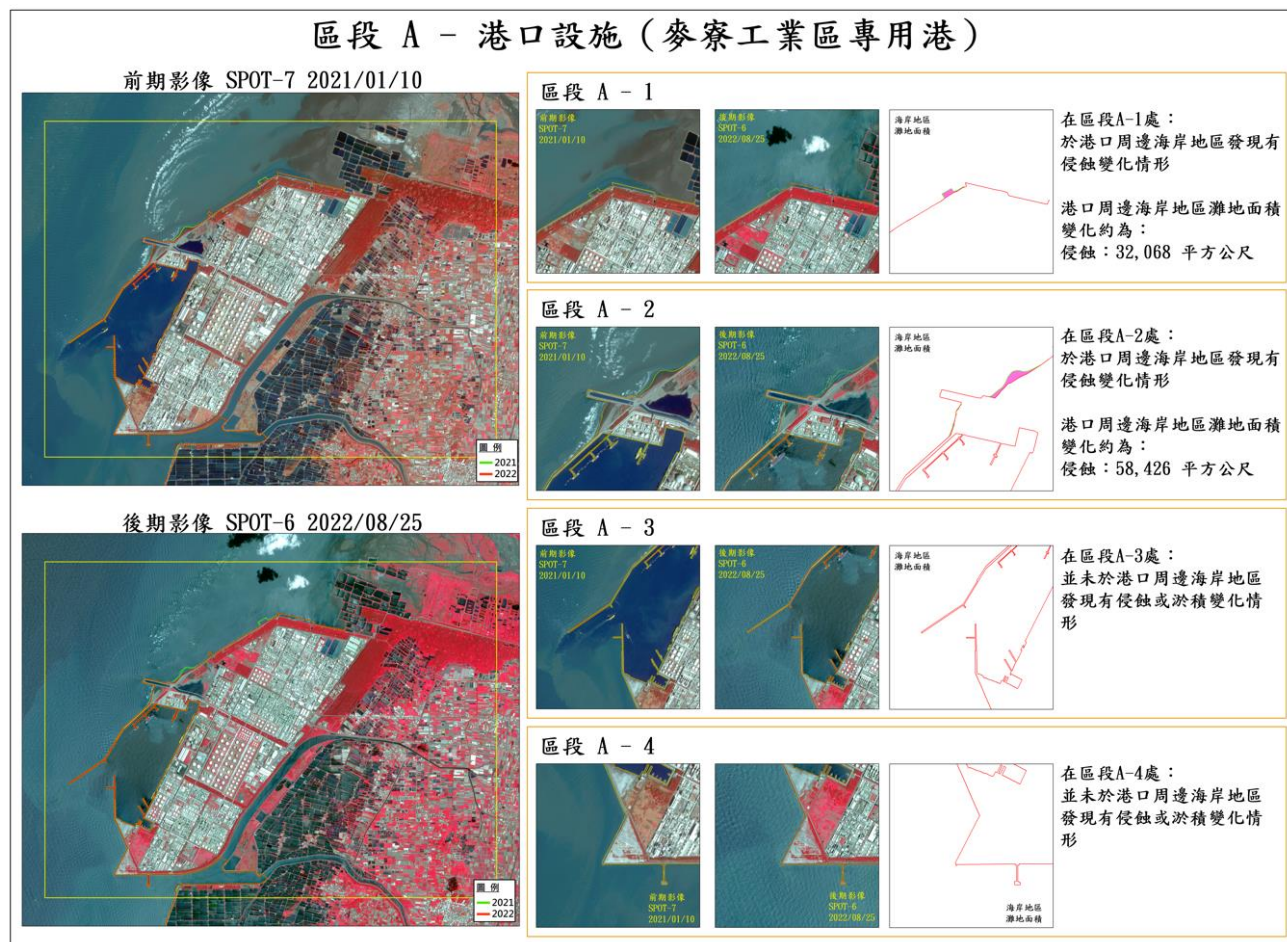 區段 A - 港口設施（麥寮工業區專用港）
前期影像 SPOT-7 2021/01/10
圖 例
2021
2022
後期影像 SPOT-6 2022/08/25
圖 例
2021
2022
區段 A - 1
前期影像
SPOT-7
2021/01/10
後期影像
SPOT-6
2022/08/25
海岸地區
灘地面積
在區段A-1處：
於港口周邊海岸地區發現有
侵蝕變化情形
港口周邊海岸地區灘地面積
變化約為：
侵蝕：32,068 平方公尺
區段 A - 2
前期影像
SPOT-7
2021/01/10
後期影像
SPOT-6
2022/08/25
海岸地區
灘地面積
在區段A-2處：
於港口周邊海岸地區發現有
侵蝕變化情形
港口周邊海岸地區灘地面積
變化約為：
侵蝕：58,426 平方公尺
區段 A - 3
前期影像
SPOT-7
2021/01/10
後期影像
SPOT-6
2022/08/25
海岸地區
灘地面積
在區段A-3處：
並未於港口周邊海岸地區
發現有侵蝕或淤積變化情
形
區段 A - 4
前期影像
SPOT-7
2021/01/10
後期影像
SPOT-6
2022/08/25
海岸地區
灘地面積
在區段A-4處：
並未於港口周邊海岸地區
發現有侵蝕或淤積變化情
形